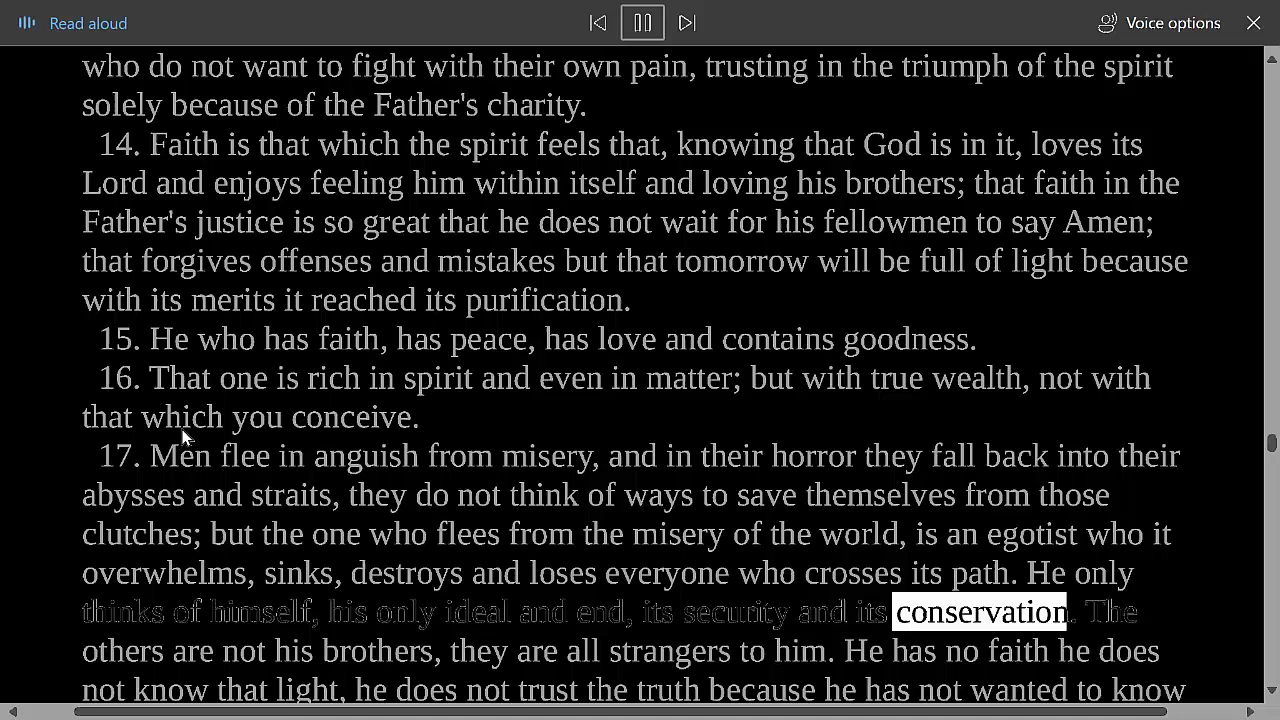 Read aloud
Voice options
who do not want to fight with their own pain, trusting in the triumph of the spirit
solely because of the Father's charity.
14. Faith is that which the spirit feels that, knowing that God is in it, loves its
Lord and enjoys feeling him within itself and loving his brothers; that faith in the
Father's justice is so great that he does not wait for his fellowmen to say Amen;
that forgives offenses and mistakes but that tomorrow will be full of light because
with its merits it reached its purification.
15. He who has faith, has peace, has love and contains goodness.
16. That one is rich in spirit and even in matter; but with true wealth, not with
that which you conceive.
17. Men flee in anguish from misery, and in their horror they fall back into their
abysses and straits, they do not think of ways to save themselves from those
clutches; but the one who flees from the misery of the world, is an egotist who it
overwhelms, sinks, destroys and loses everyone who crosses its path. He only
thinks of himself, his only ideal and end, its security and its conservation. The
others are not his brothers, they are all strangers to him. He has no faith he does
not know that light, he does not trust the truth because he has not wanted to know